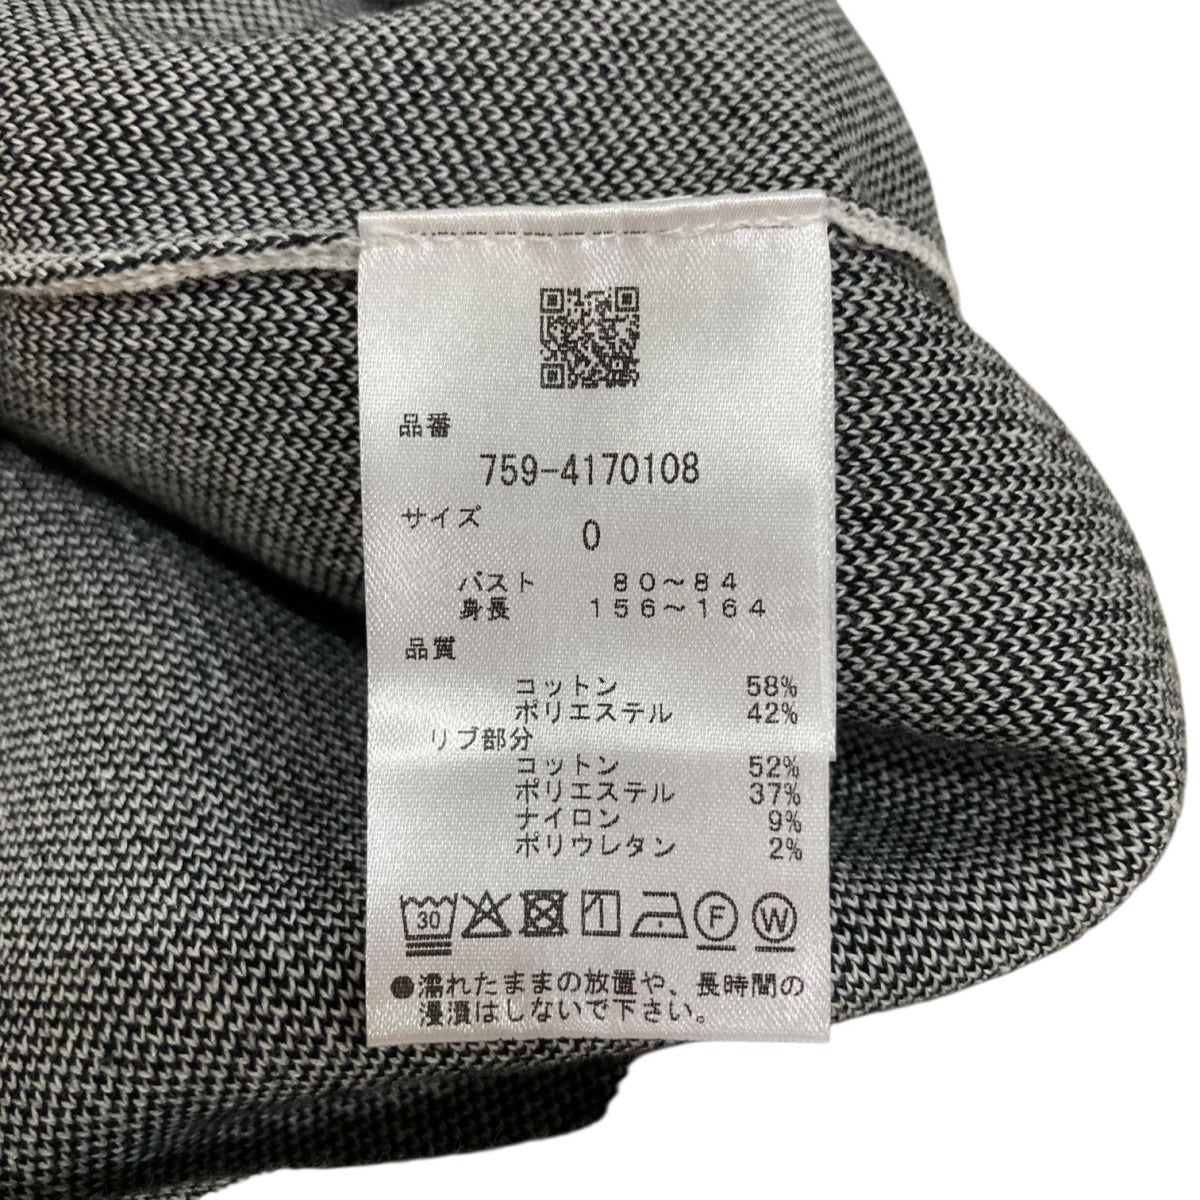 品番
759-4170108
サイズ
0
バスト 80～84
身長 156～164
品質
コットン 58%
ポリエステル 42%
リブ部分
コットン 52%
ポリエステル 37%
ナイロン 9%
ポリウレタン 2%
30 F W
●濡れたままの放置や、長時間の
浸漬はしないで下さい。